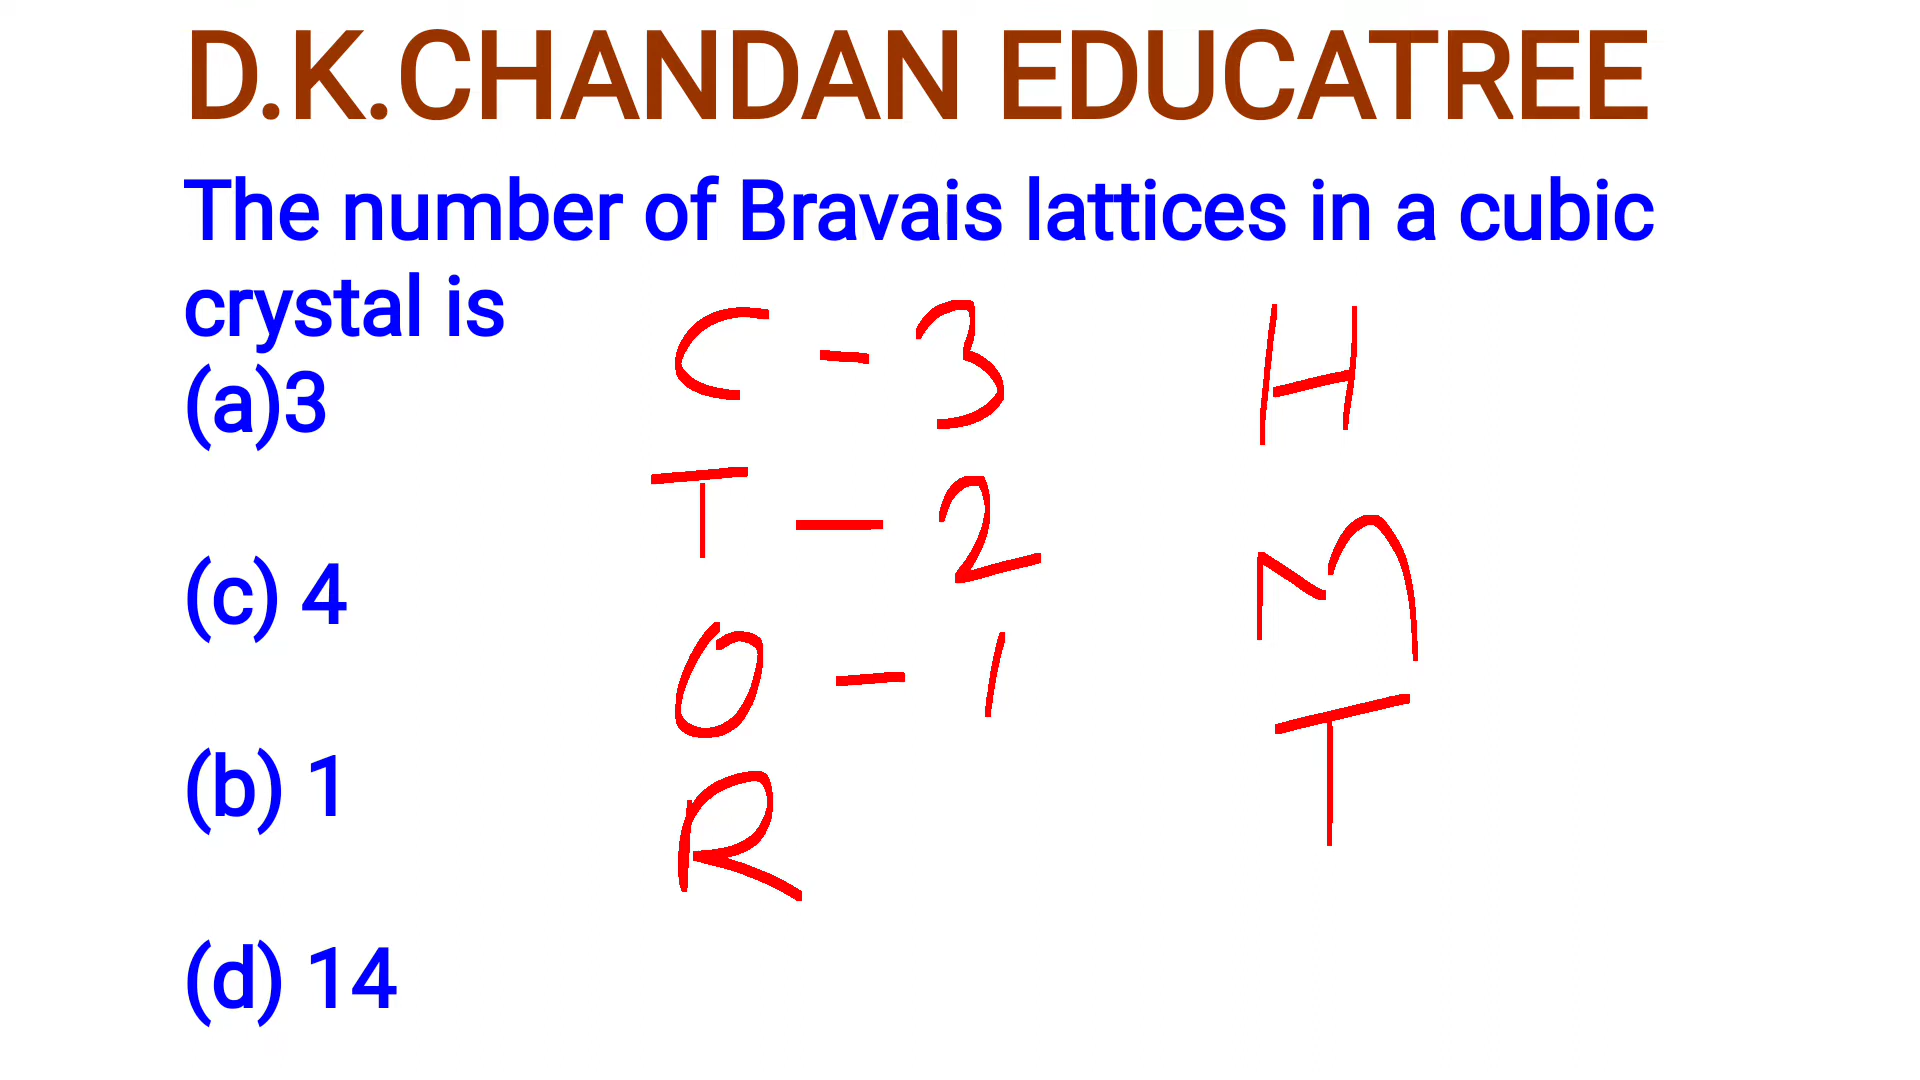 D.K.CHANDAN EDUCATREE
The number of Bravais lattices in a cubic
crystal is
C - 3 H
(a)3
T - 2
(c) 4 M
O - 1
T
(b) 1
R
(d) 14